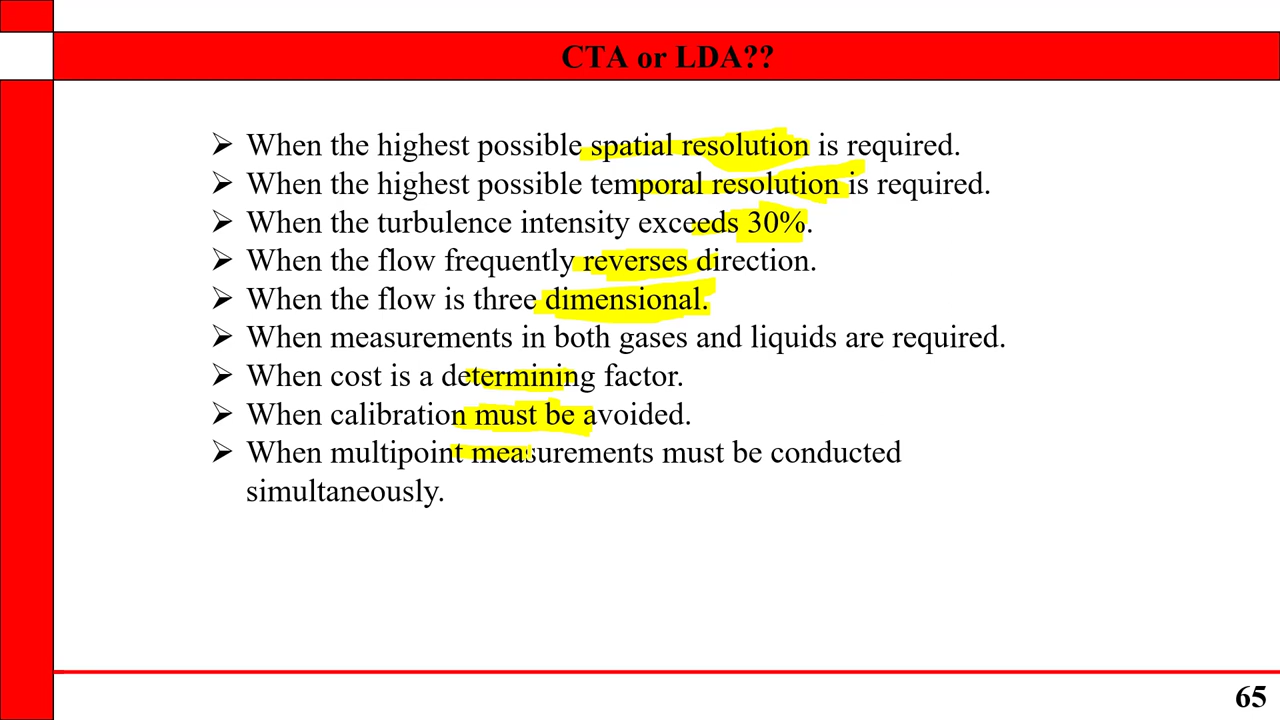 CTA or LDA??
➢ When the highest possible spatial resolution is required.
➢ When the highest possible temporal resolution is required.
➢ When the turbulence intensity exceeds 30%.
➢ When the flow frequently reverses direction.
➢ When the flow is three dimensional.
➢ When measurements in both gases and liquids are required.
➢ When cost is a determining factor.
➢ When calibration must be avoided.
➢ When multipoint measurements must be conducted
simultaneously.
65